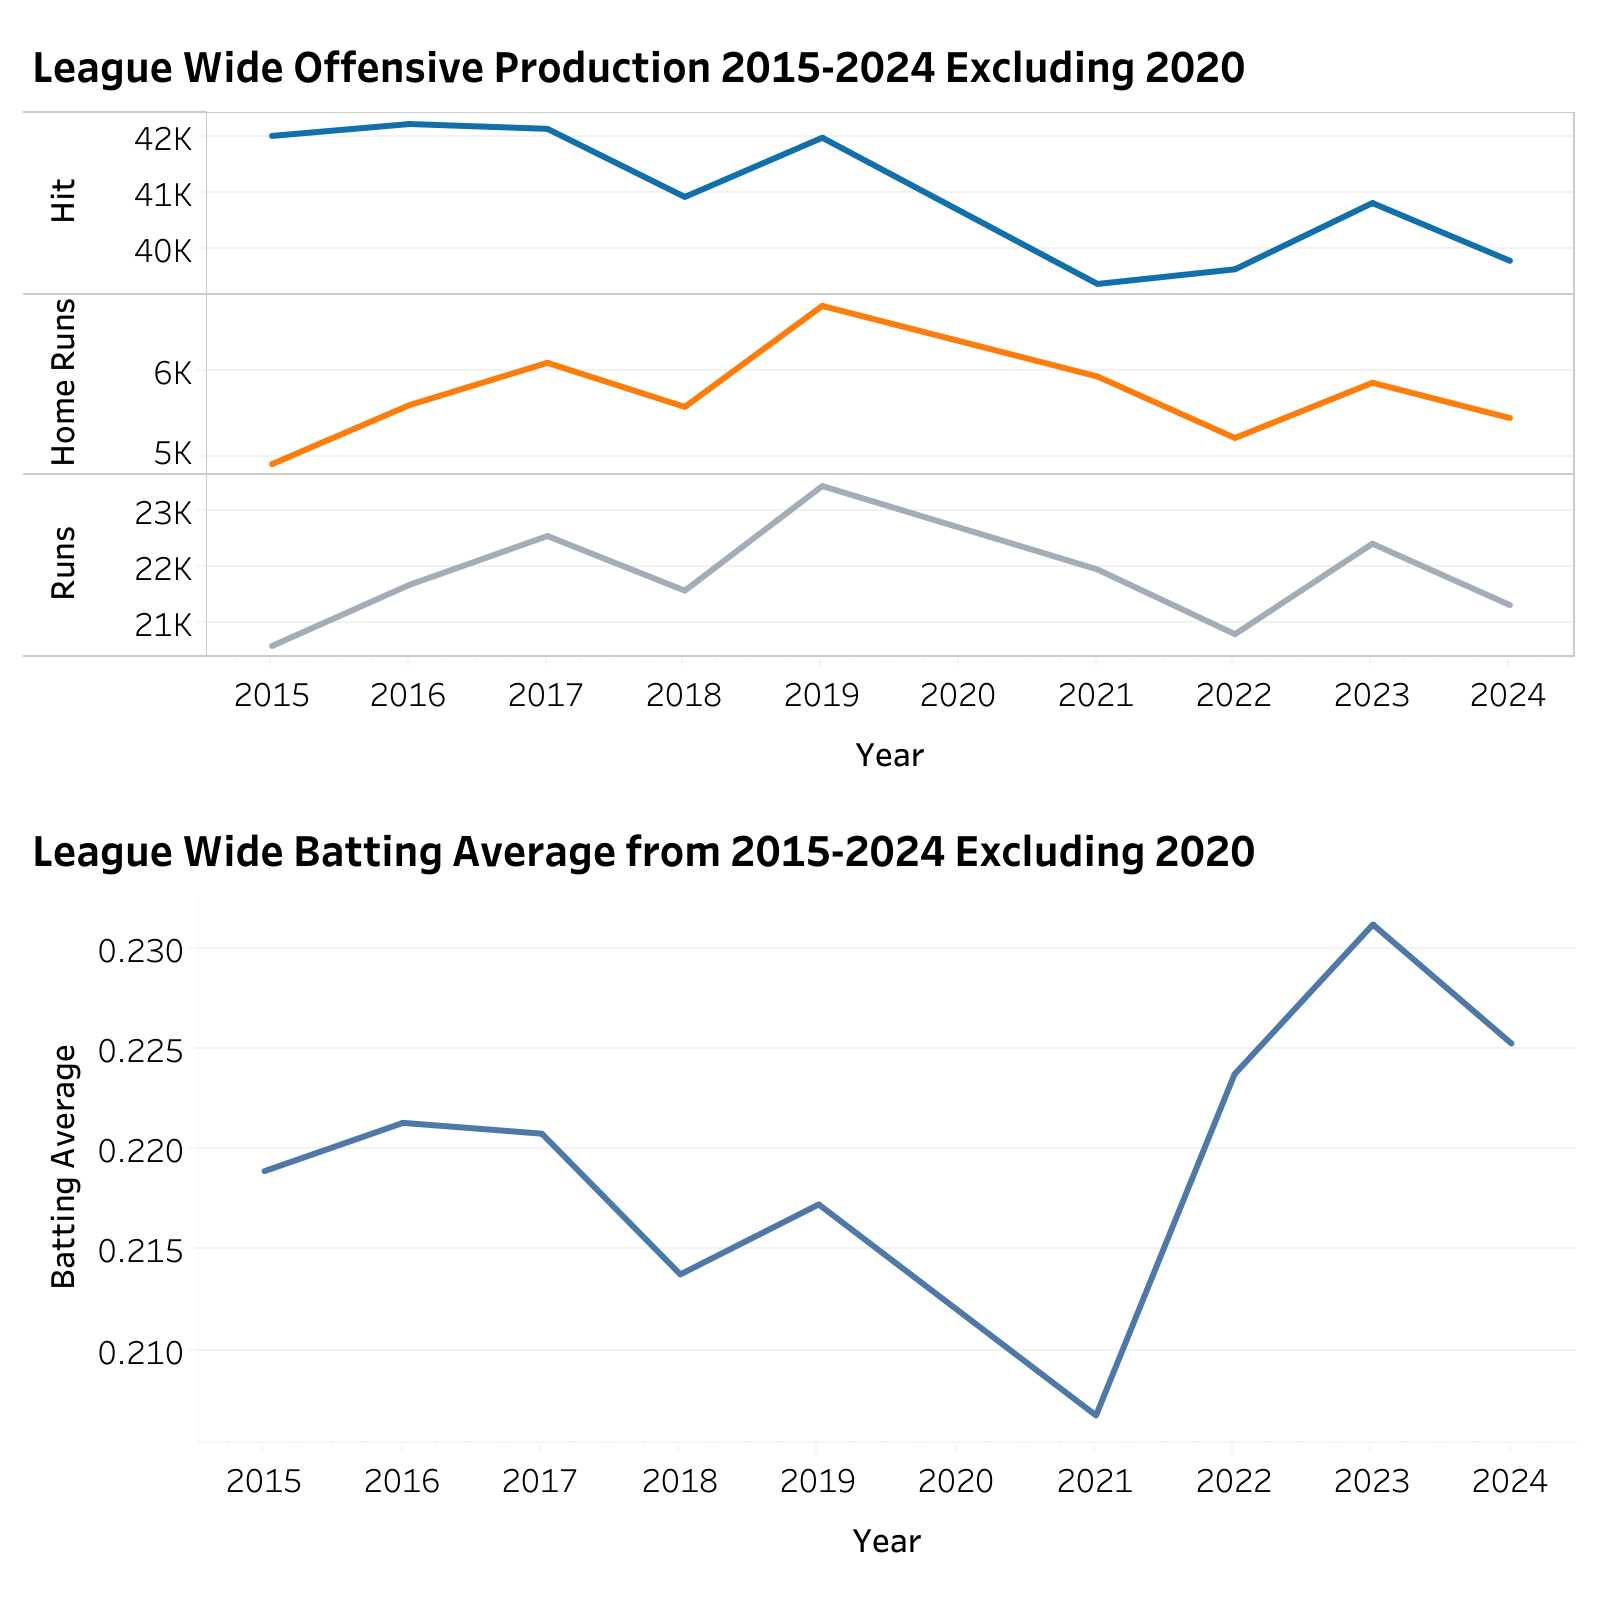 League Wide Offensive Production 2015-2024 Excluding 2020
Hit
42K
41K
40K
Home Runs
6K
5K
Runs
23K
22K
21K
2015 2016 2017 2018 2019 2020 2021 2022 2023 2024
Year
League Wide Batting Average from 2015-2024 Excluding 2020
Batting Average
0.230
0.225
0.220
0.215
0.210
2015 2016 2017 2018 2019 2020 2021 2022 2023 2024
Year